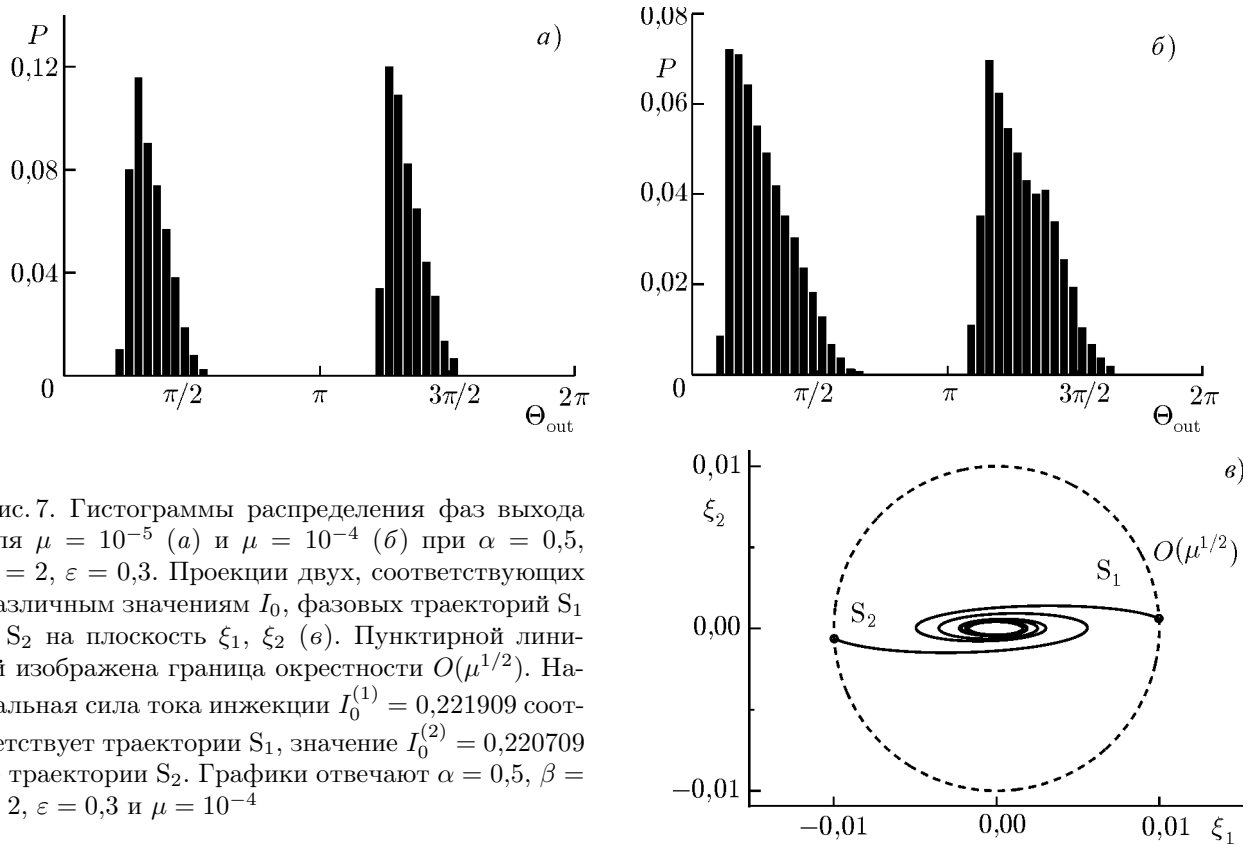 P
а)
0,12
0,08
0,04
0
π/2
π
3π/2
2π
Θout
0,08
P
б)
0,06
0,04
0,02
0
π/2
π
3π/2
2π
Θout
ис. 7. Гистограммы распределения фаз выхода
ля μ = 10⁻⁵ (а) и μ = 10⁻⁴ (б) при α = 0,5,
= 2, ε = 0,3. Проекции двух, соответствующих
азличным значениям I₀, фазовых траекторий S₁
S₂ на плоскость ξ₁, ξ₂ (в). Пунктирной лини-
й изображена граница окрестности O(μ^{1/2}). На-
альная сила тока инжекции I₀⁽¹⁾ = 0,221909 соот-
етствует траектории S₁, значение I₀⁽²⁾ = 0,220709
траектории S₂. Графики отвечают α = 0,5, β =
2, ε = 0,3 и μ = 10⁻⁴
0,01
в)
ξ₂
O(μ^{1/2})
S₁
S₂
0,00
−0,01
−0,01
0,00
0,01
ξ₁